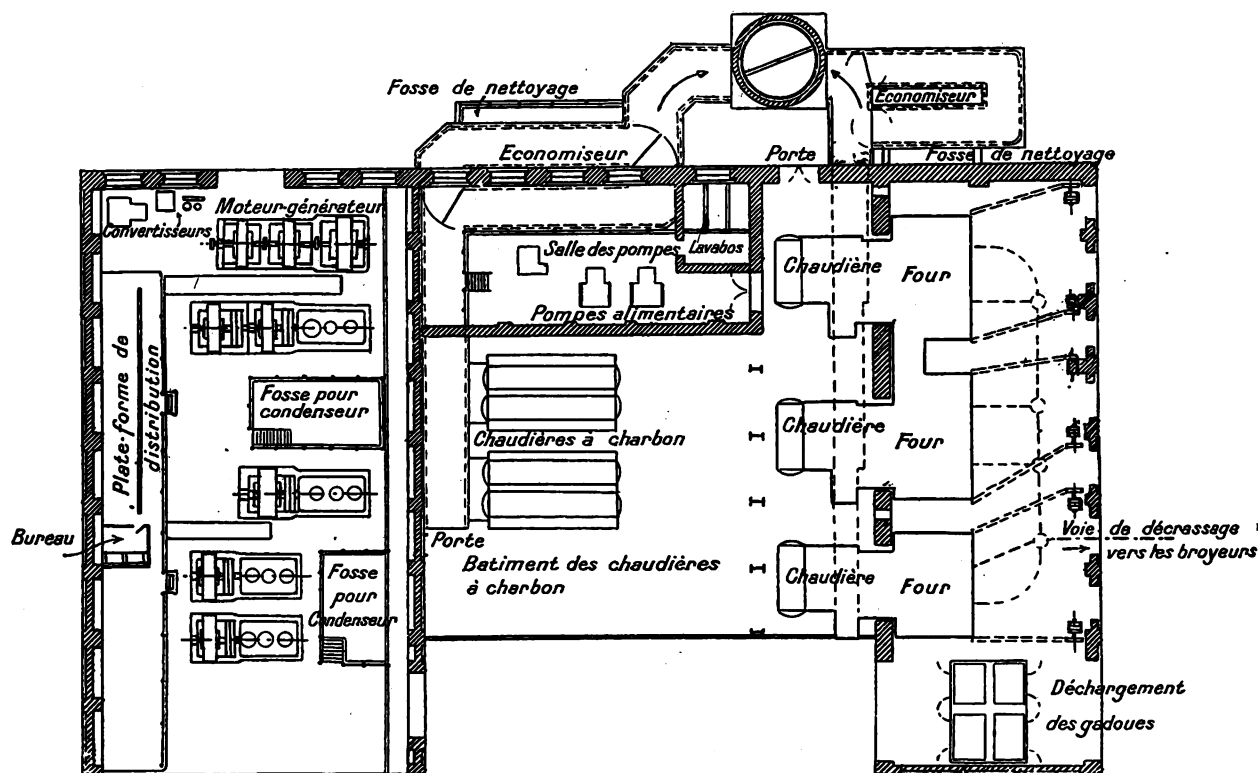 Fosse de nettoyage
Economiseur
Economiseur
Porte
Fosse de nettoyage
Convertisseurs
Moteur-générateur
Salle des pompes
Lavabos
Chaudière
Four
Pompes alimentaires
Plate-forme de
distribution
Fosse pour
condenseur
Chaudières à charbon
Chaudière
Four
Bureau
Porte
Batiment des chaudières
à charbon
Voie de décrassage
vers les broyeurs
Fosse
pour
Condenseur
Chaudière
Four
Déchargement
des gadoues